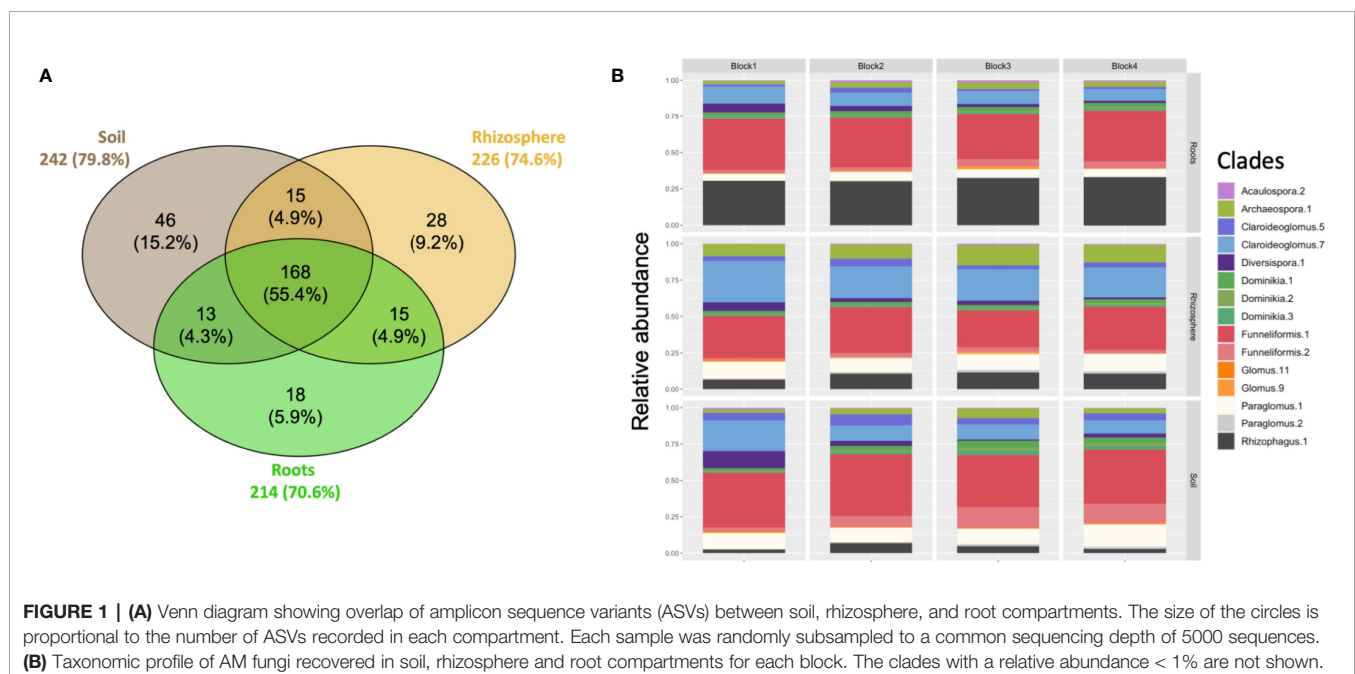 A
Soil
242 (79.8%)
Rhizosphere
226 (74.6%)
46
(15.2%)
15
(4.9%)
28
(9.2%)
168
(55.4%)
13
(4.3%)
15
(4.9%)
18
(5.9%)
Roots
214 (70.6%)
B
Block1 Block2 Block3 Block4
Relative abundance
1.00
0.75
0.50
0.25
0.00
Roots
1.00
0.75
0.50
0.25
0.00
Rhizosphere
1.00
0.75
0.50
0.25
0.00
Soil
Clades
Acaulospora.2
Archaeospora.1
Claroideoglomus.5
Claroideoglomus.7
Diversispora.1
Dominikia.1
Dominikia.2
Dominikia.3
Funneliformis.1
Funneliformis.2
Glomus.11
Glomus.9
Paraglomus.1
Paraglomus.2
Rhizophagus.1
FIGURE 1 | (A) Venn diagram showing overlap of amplicon sequence variants (ASVs) between soil, rhizosphere, and root compartments. The size of the circles is
proportional to the number of ASVs recorded in each compartment. Each sample was randomly subsampled to a common sequencing depth of 5000 sequences.
(B) Taxonomic profile of AM fungi recovered in soil, rhizosphere and root compartments for each block. The clades with a relative abundance < 1% are not shown.